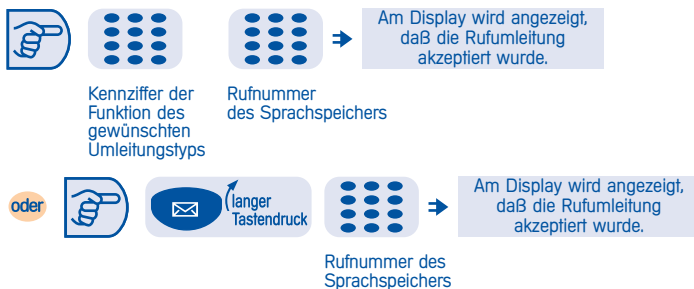 Am Display wird angezeigt,
daß die Rufumleitung
akzeptiert wurde.
Kennziffer der
Funktion des
gewünschten
Umleitungstyps
Rufnummer
des Sprachspeichers
oder
langer
Tastendruck
Am Display wird angezeigt,
daß die Rufumleitung
akzeptiert wurde.
Rufnummer des
Sprachspeichers